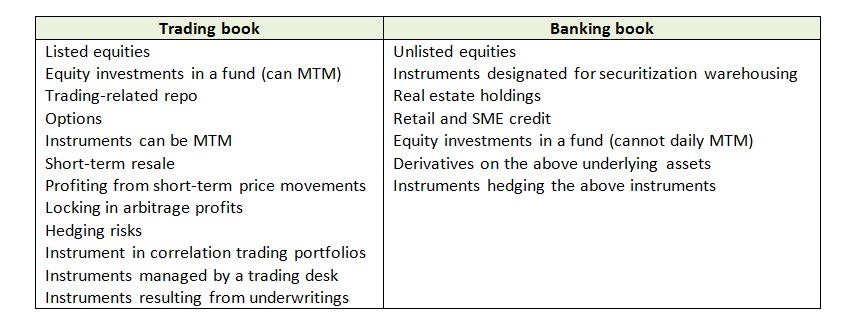 Trading book
Banking book
Listed equities
Equity investments in a fund (can MTM)
Trading-related repo
Options
Instruments can be MTM
Short-term resale
Profiting from short-term price movements
Locking in arbitrage profits
Hedging risks
Instrument in correlation trading portfolios
Instruments managed by a trading desk
Instruments resulting from underwritings
Unlisted equities
Instruments designated for securitization warehousing
Real estate holdings
Retail and SME credit
Equity investments in a fund (cannot daily MTM)
Derivatives on the above underlying assets
Instruments hedging the above instruments